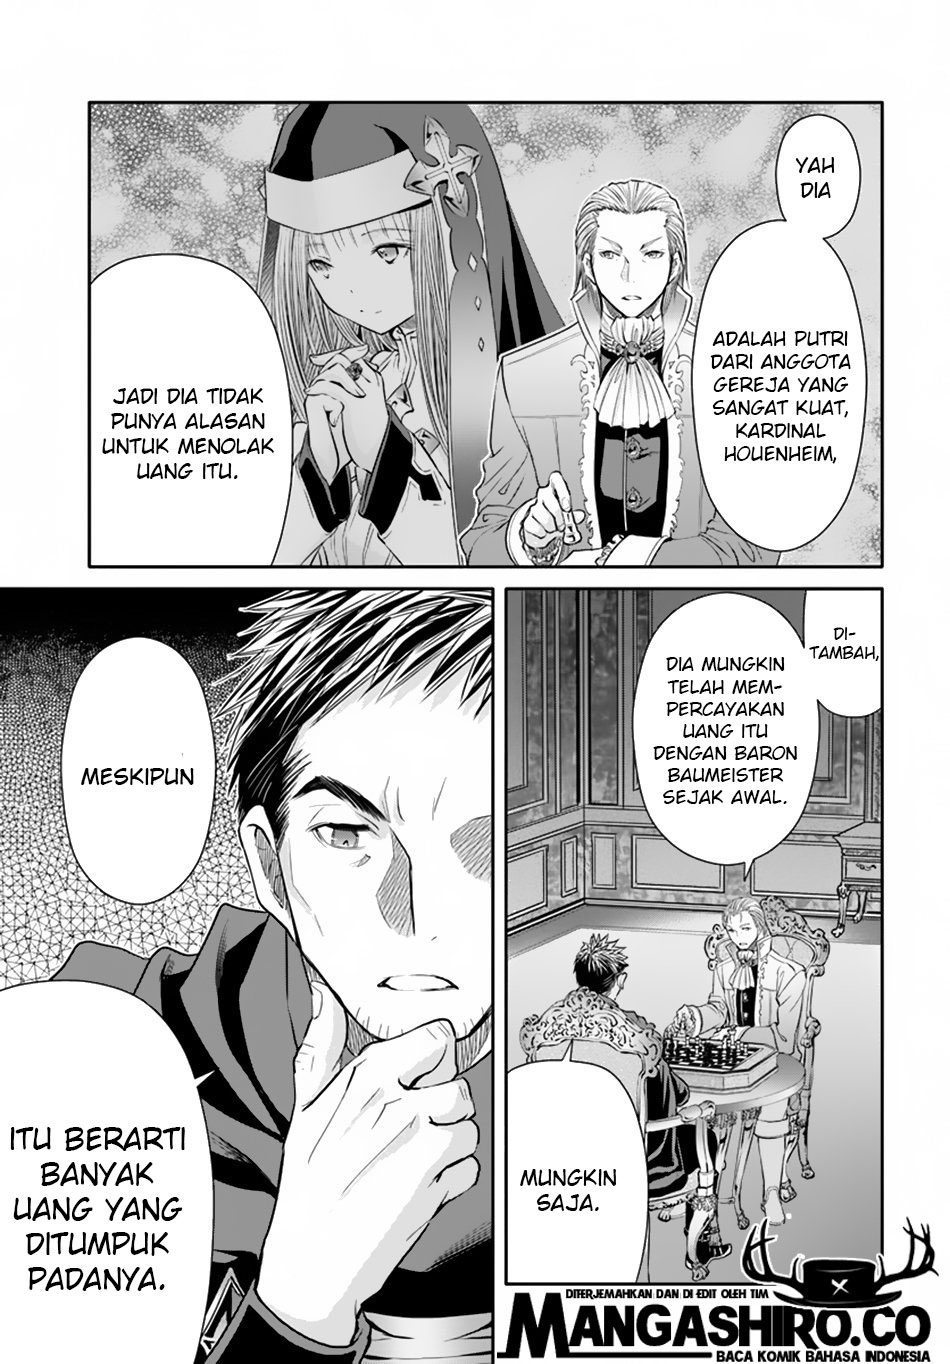 YAH
DIA
ADALAH PUTRI
DARI ANGGOTA
GEREJA YANG
SANGAT KUAT,
KARDINAL
HOUENHEIM,
JADI DIA TIDAK
PUNYA ALASAN
UNTUK MENOLAK
UANG ITU.
DI-
TAMBAH,
DIA MUNGKIN
TELAH MEM-
PERCAYAKAN
UANG ITU
DENGAN BARON
BAUMEISTER
SEJAK AWAL.
MUNGKIN
SAJA.
MESKIPUN
ITU BERARTI
BANYAK
UANG YANG
DITUMPUK
PADANYA.
DITERJEMAHKAN DAN DI EDIT OLEH TIM
MANGASHIRO.CO
BACA KOMIK BAHASA INDONESIA